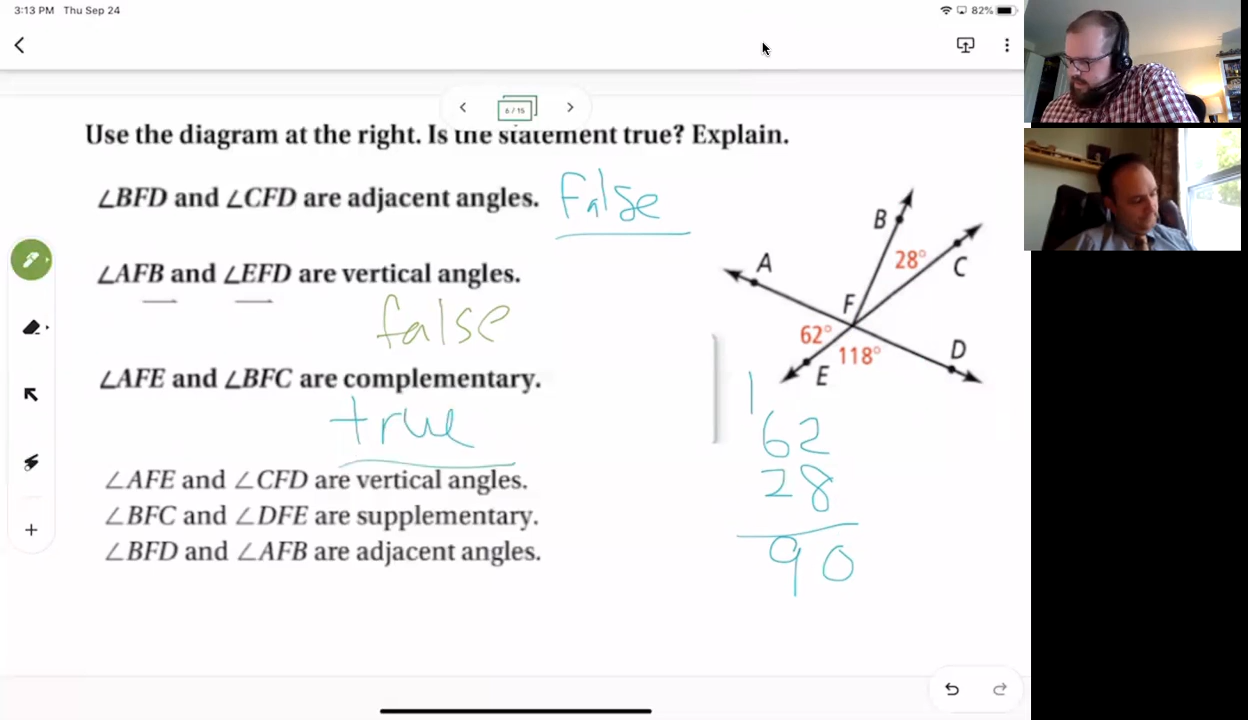 3:13 PM Thu Sep 24
82%
6 / 15
Use the diagram at the right. Is the statement true? Explain.
∠BFD and ∠CFD are adjacent angles. False
∠AFB and ∠EFD are vertical angles.
false
∠AFE and ∠BFC are complementary.
true
∠AFE and ∠CFD are vertical angles.
∠BFC and ∠DFE are supplementary.
∠BFD and ∠AFB are adjacent angles.
B
28°
C
A
F
62°
118°
D
E
1
62
28
90